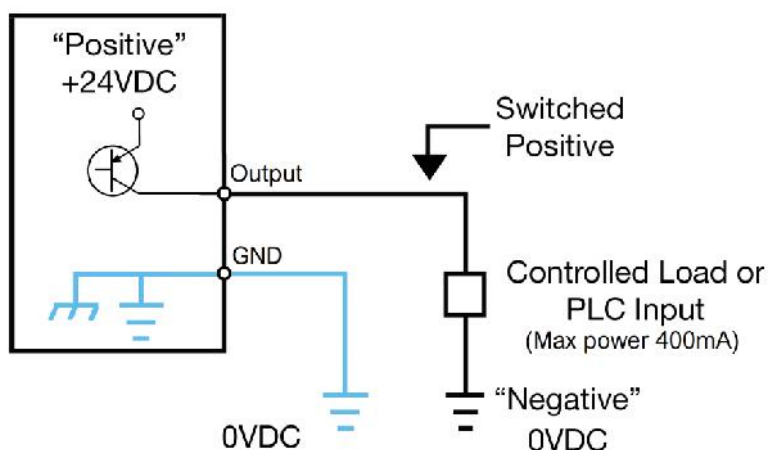 “Positive”
+24VDC
Switched
Positive
Output
GND
Controlled Load or
PLC Input
(Max power 400mA)
“Negative”
0VDC
0VDC